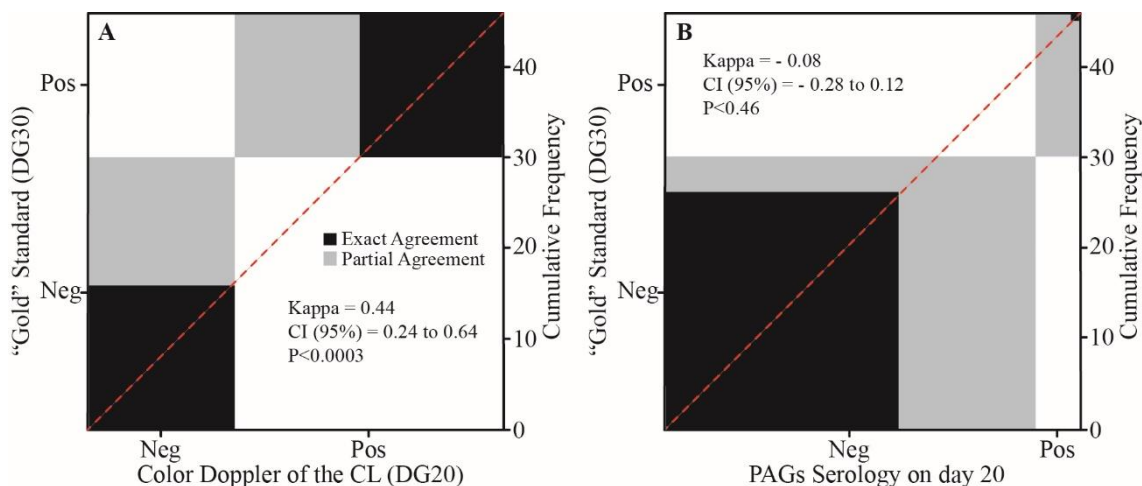 A
"Gold" Standard (DG30)
Pos
Neg
40
30
20
10
0
Cumulative Frequency
Exact Agreement
Partial Agreement
Kappa = 0.44
CI (95%) = 0.24 to 0.64
P<0.0003
Neg
Pos
Color Doppler of the CL (DG20)
B
"Gold" Standard (DG30)
Pos
Neg
Kappa = - 0.08
CI (95%) = - 0.28 to 0.12
P<0.46
40
30
20
10
0
Cumulative Frequency
Neg
Pos
PAGs Serology on day 20